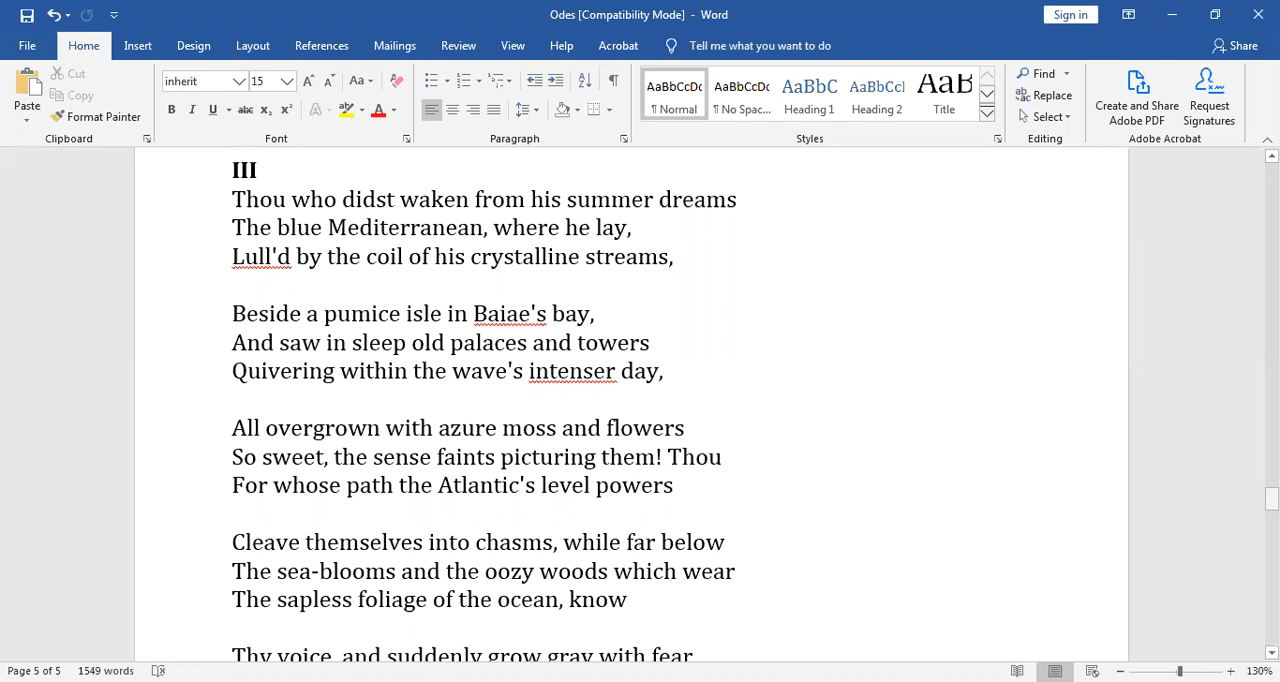 Odes [Compatibility Mode] - Word
Sign in
File Home Insert Design Layout References Mailings Review View Help Acrobat Tell me what you want to do Share
Paste Cut Copy Format Painter Clipboard
inherit 15 Font
Paragraph
AaBbCcDc ¶ Normal AaBbCcDc ¶ No Spac... AaBbC Heading 1 AaBbCcI Heading 2 AaB Title Styles
Find Replace Select Editing
Create and Share Adobe PDF Request Signatures Adobe Acrobat
III
Thou who didst waken from his summer dreams
The blue Mediterranean, where he lay,
Lull'd by the coil of his crystalline streams,
Beside a pumice isle in Baiae's bay,
And saw in sleep old palaces and towers
Quivering within the wave's intenser day,
All overgrown with azure moss and flowers
So sweet, the sense faints picturing them! Thou
For whose path the Atlantic's level powers
Cleave themselves into chasms, while far below
The sea-blooms and the oozy woods which wear
The sapless foliage of the ocean, know
Thy voice, and suddenly grow gray with fear,
Page 5 of 5 1549 words 130%